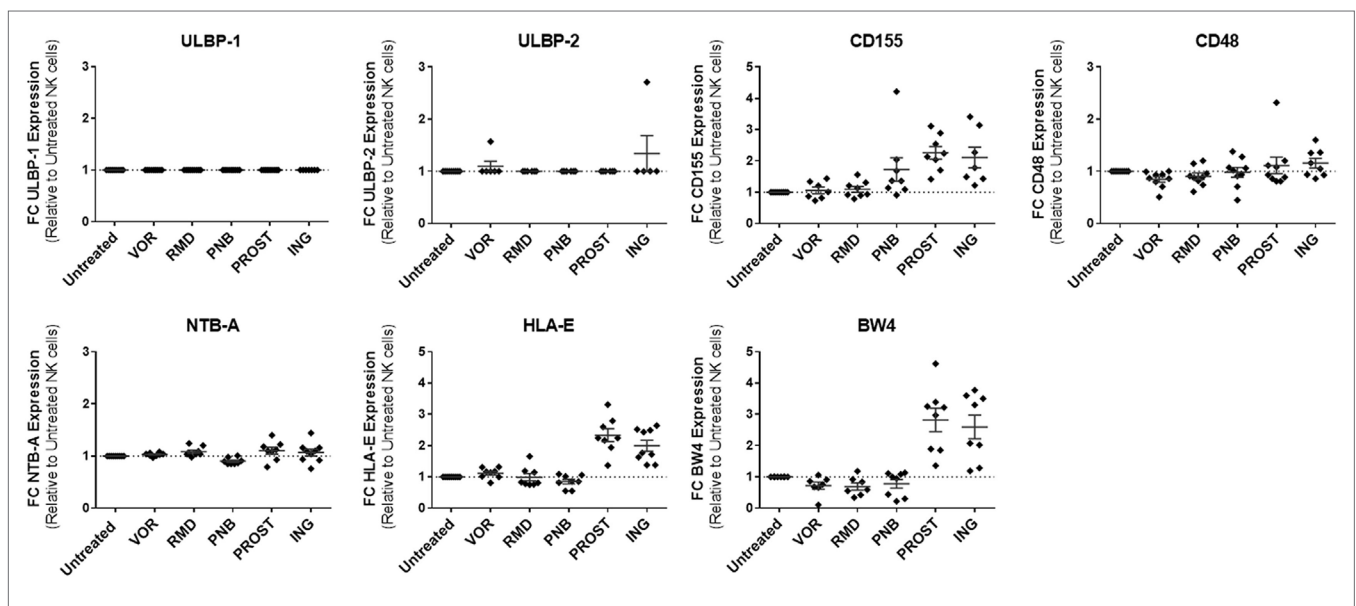 ULBP-1
FC ULBP-1 Expression
(Relative to Untreated NK cells)
3
2
1
0
Untreated
VOR
RMD
PNB
PROST
ING
ULBP-2
FC ULBP-2 Expression
(Relative to Untreated NK cells)
3
2
1
0
Untreated
VOR
RMD
PNB
PROST
ING
CD155
FC CD155 Expression
(Relative to Untreated NK cells)
5
4
3
2
1
0
Untreated
VOR
RMD
PNB
PROST
ING
CD48
FC CD48 Expression
(Relative to Untreated NK cells)
3
2
1
0
Untreated
VOR
RMD
PNB
PROST
ING
NTB-A
FC NTB-A Expression
(Relative to Untreated NK cells)
3
2
1
0
Untreated
VOR
RMD
PNB
PROST
ING
HLA-E
FC HLA-E Expression
(Relative to Untreated NK cells)
5
4
3
2
1
0
Untreated
VOR
RMD
PNB
PROST
ING
BW4
FC BW4 Expression
(Relative to Untreated NK cells)
5
4
3
2
1
0
Untreated
VOR
RMD
PNB
PROST
ING